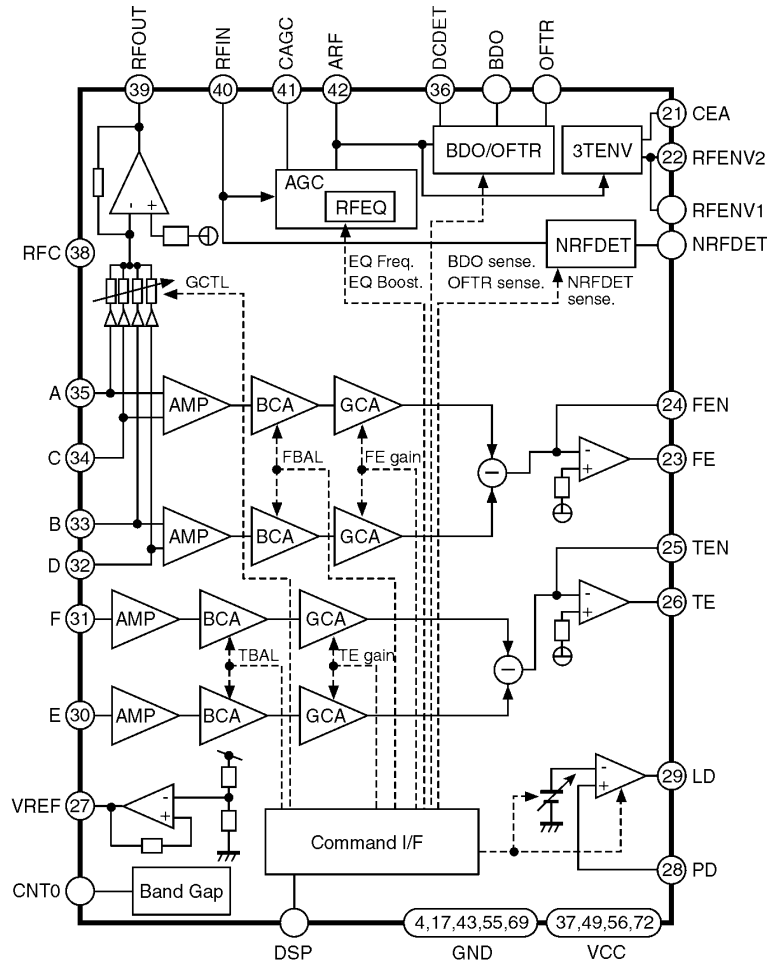 RFOUT RFIN CAGC ARF DCDET BDO OFTR
39 40 41 42 36
21 CEA
BDO/OFTR 3TENV
22 RFENV2
AGC
RFEQ
RFENV1
NRFDET NRFDET
RFC 38
- +
EQ Freq. BDO sense.
EQ Boost. OFTR sense. NRFDET
sense.
GCTL
A 35 AMP BCA GCA 24 FEN
C 34 FBAL FE gain - - + 23 FE
B 33 AMP BCA GCA
D 32 25 TEN
F 31 AMP BCA GCA - + 26 TE
TBAL TE gain -
E 30 AMP BCA GCA
- + 29 LD
VREF 27 - +
Command I/F
28 PD
CNT0 Band Gap
4,17,43,55,69 37,49,56,72
DSP GND VCC